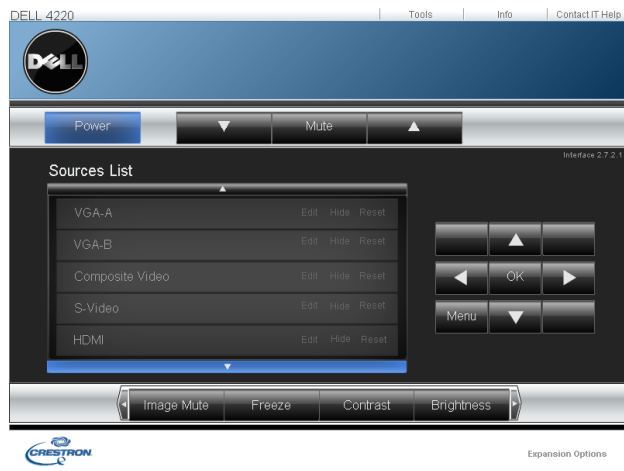 DELL 4220
Tools Info Contact IT Help
DELL
Power Mute
Interface 2.7.2.1
Sources List
VGA-A Edit Hide Reset
VGA-B Edit Hide Reset
Composite Video Edit Hide Reset
S-Video Edit Hide Reset
HDMI Edit Hide Reset
OK
Menu
Image Mute Freeze Contrast Brightness
CRESTRON.
Expansion Options